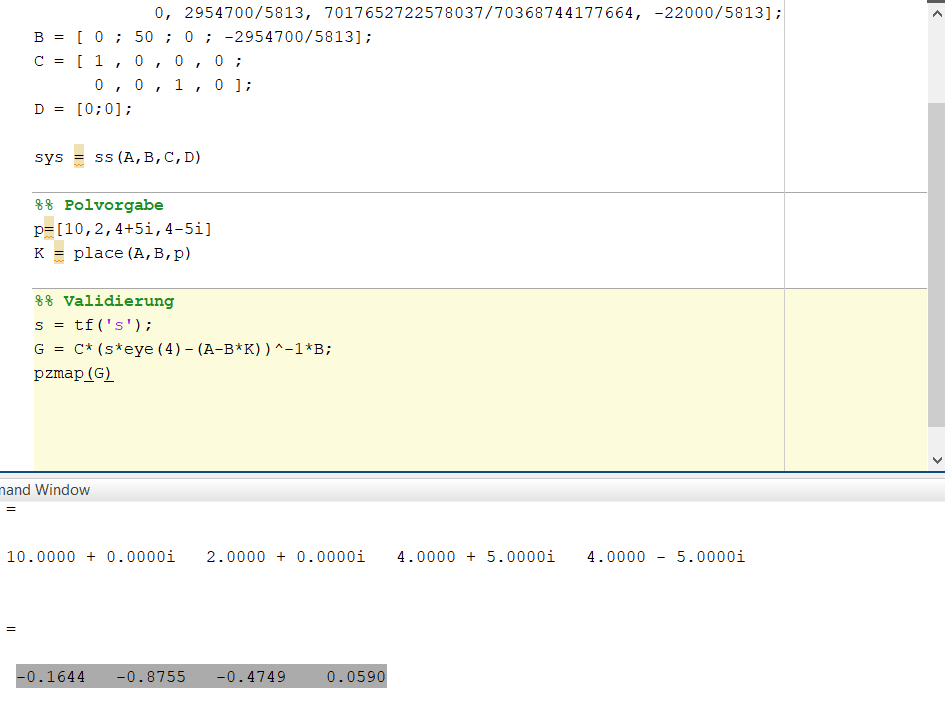 0, 2954700/5813, 7017652722578037/70368744177664, -22000/5813];
B = [ 0 ; 50 ; 0 ; -2954700/5813];
C = [ 1 , 0 , 0 , 0 ;
0 , 0 , 1 , 0 ];
D = [0;0];
sys = ss(A,B,C,D)
%% Polvorgabe
p=[10,2,4+5i,4-5i]
K = place(A,B,p)
%% Validierung
s = tf('s');
G = C*(s*eye(4)-(A-B*K))^-1*B;
pzmap(G)
mand Window
=
10.0000 + 0.0000i 2.0000 + 0.0000i 4.0000 + 5.0000i 4.0000 - 5.0000i
=
-0.1644 -0.8755 -0.4749 0.0590